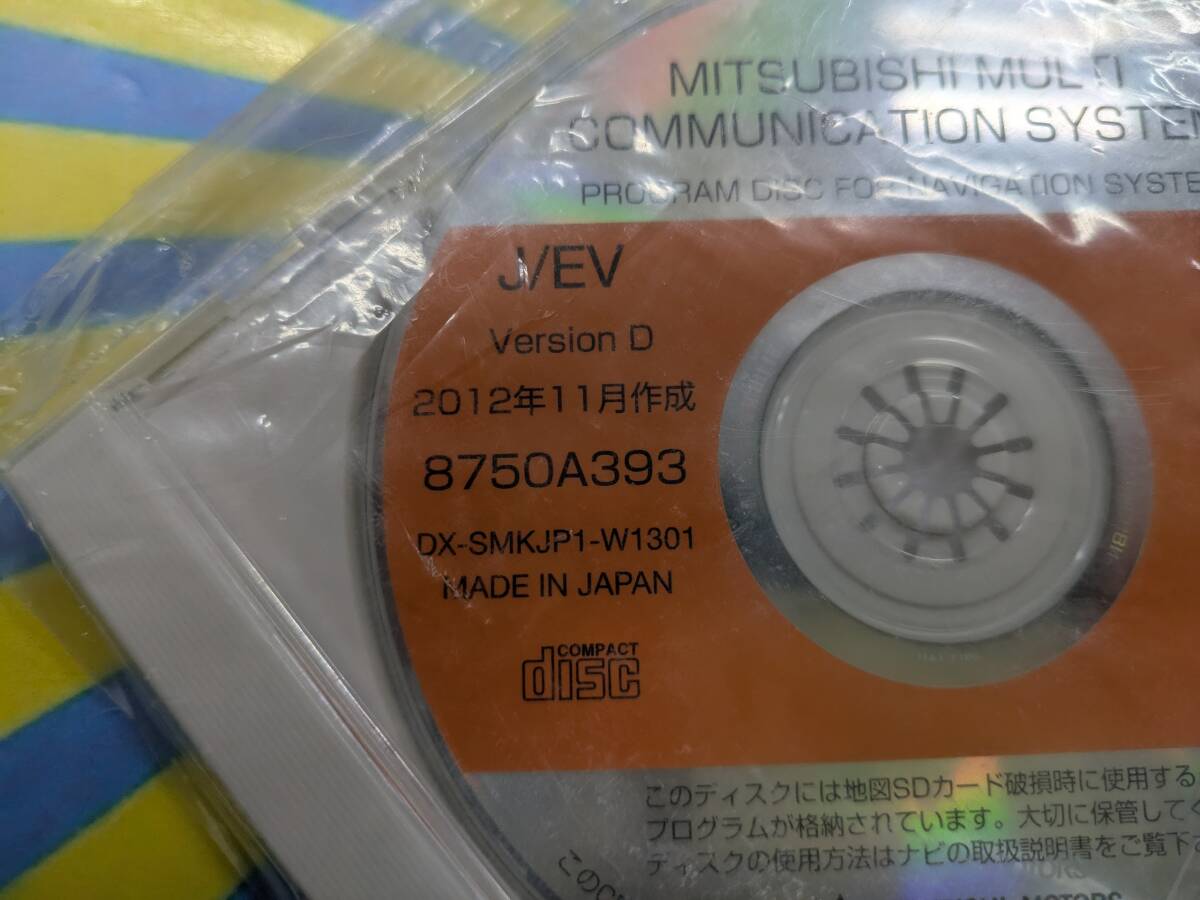 MITSUBISHI MULTI
COMMUNICATION SYSTEM
PROGRAM DISC FOR NAVIGATION SYSTE
J/EV
Version D
2012年11月作成
8750A393
DX-SMKJP1-W1301
MADE IN JAPAN
COMPACT
disc
このディスクには地図SDカード破損時に使用する
プログラムが格納されています。大切に保管してく
ディスクの使用方法はナビの取扱説明書をご覧下さ
この
MOTORS